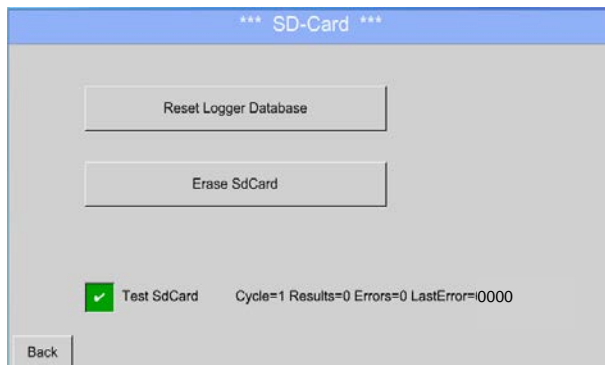 *** SD-Card ***
Reset Logger Database
Erase SdCard
Test SdCard Cycle=1 Results=0 Errors=0 LastError=0000
Back